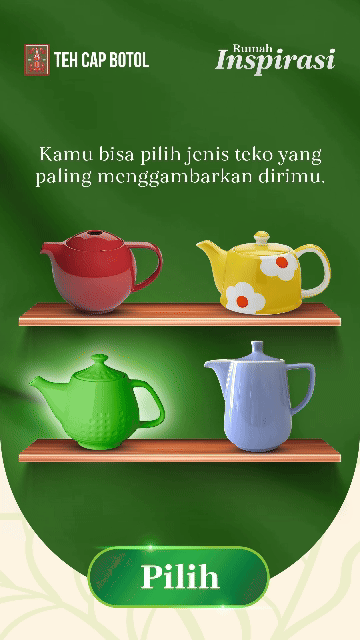 TEH CAP BOTOL
Rumah
Inspirasi
Kamu bisa pilih jenis teko yang
paling menggambarkan dirimu.
Pilih